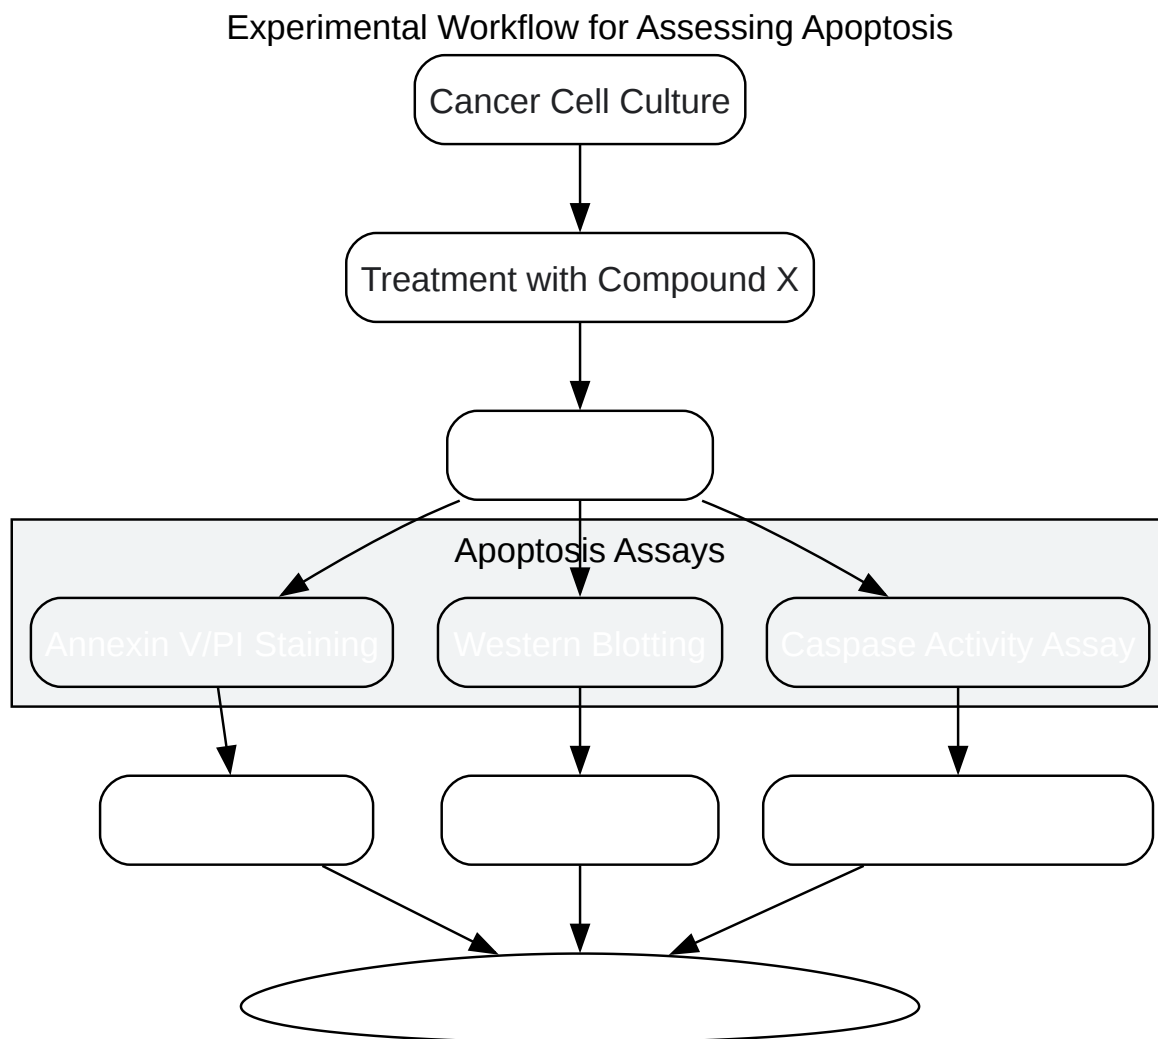 Experimental Workflow for Assessing Apoptosis
Cancer Cell Culture
Treatment with Compound X
Apoptosis Assays
Annexin V/PI Staining
Western Blotting
Caspase Activity Assay